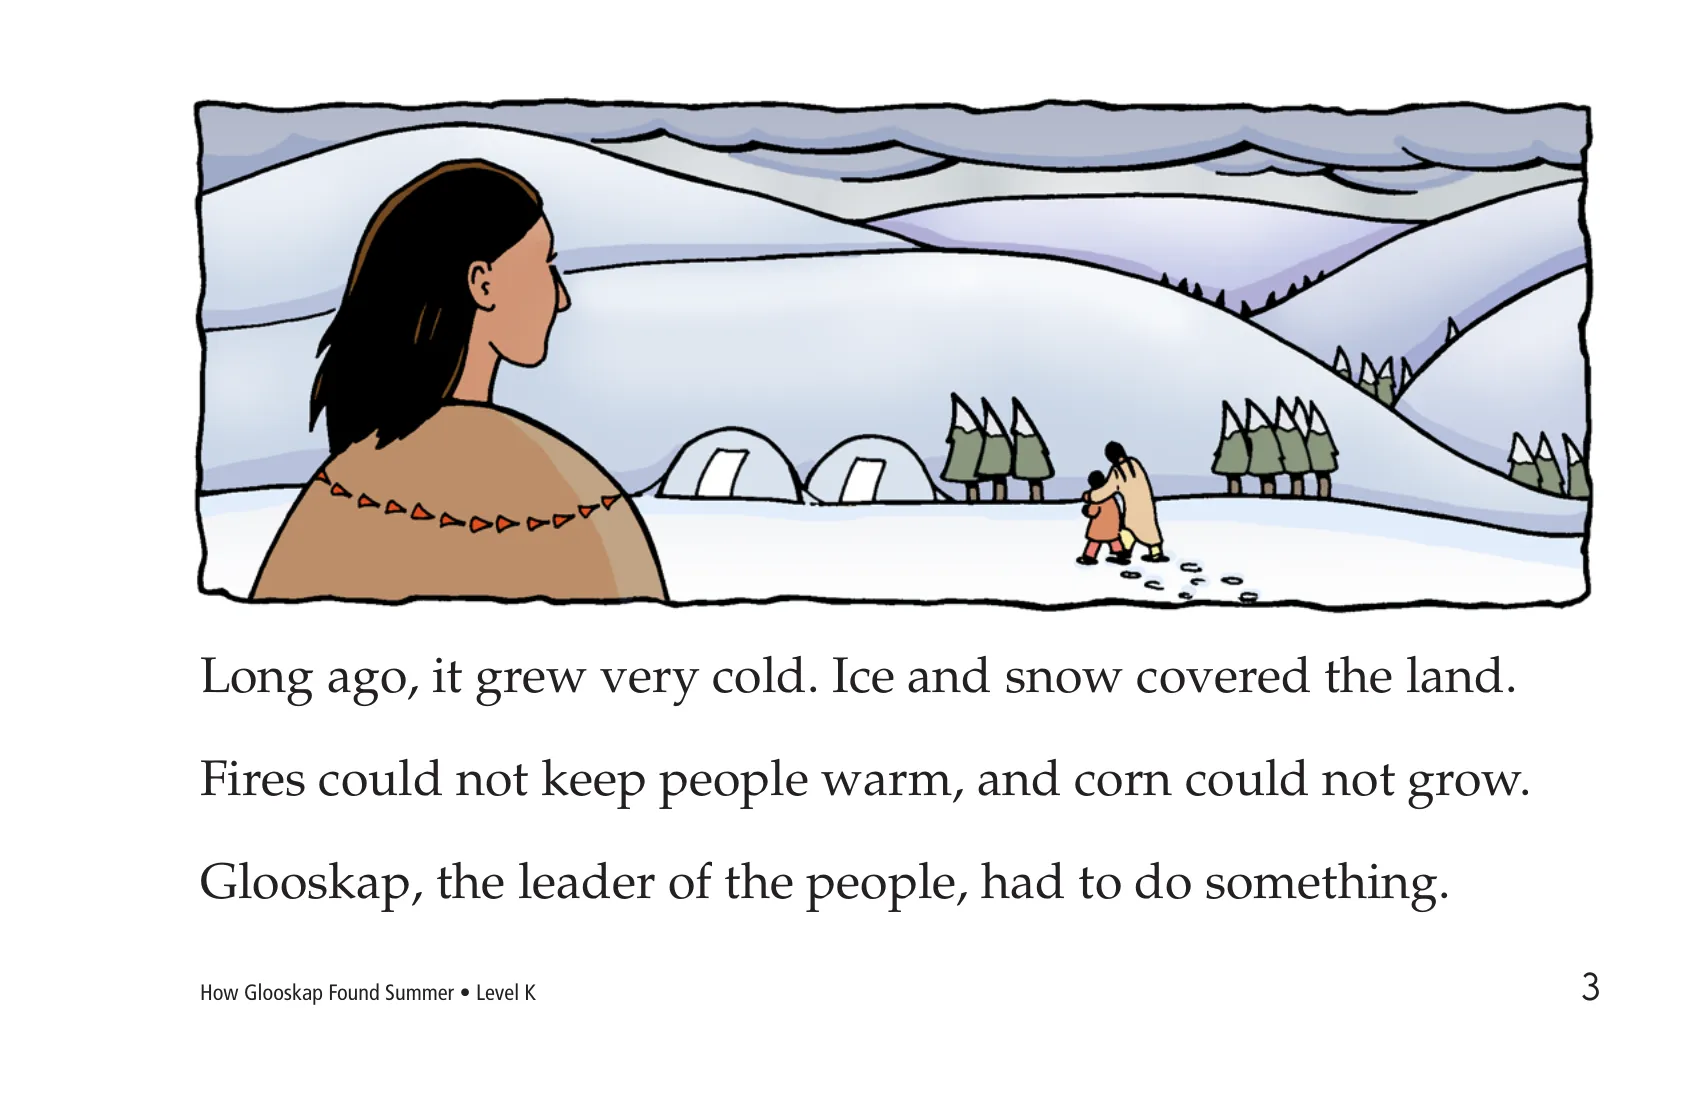 Long ago, it grew very cold. Ice and snow covered the land.
Fires could not keep people warm, and corn could not grow.
Glooskap, the leader of the people, had to do something.
How Glooskap Found Summer • Level K
3